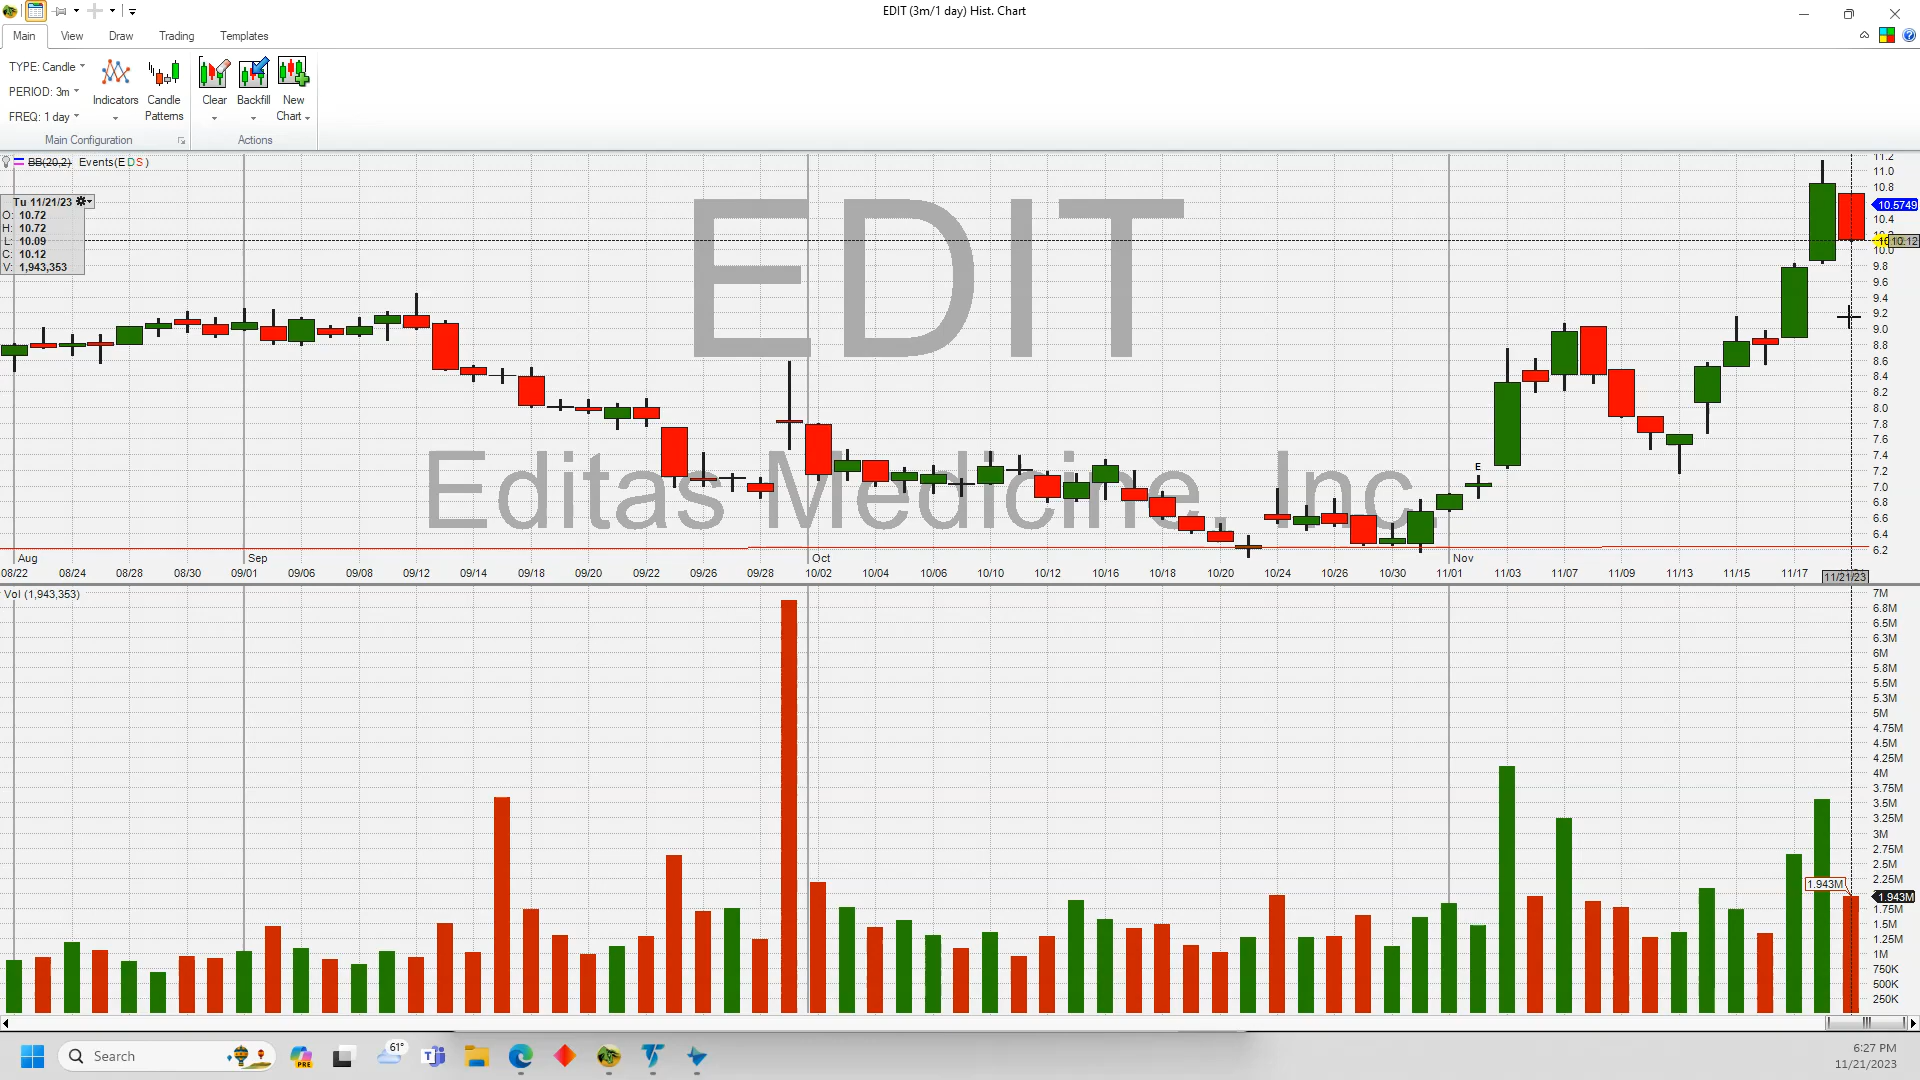 EDIT (3m/1 day) Hist. Chart
Main View Draw Trading Templates
TYPE: Candle
PERIOD: 3m
FREQ: 1 day
Indicators
Candle
Patterns
Clear
Backfill
New
Chart
Main Configuration
Actions
BB(20,2) Events(EDS)
Tu 11/21/23
O: 10.72
H: 10.72
L: 10.09
C: 10.12
V: 1,943,353
EDIT
Editas Medicine, Inc.
E
11.2
11.0
10.8
10.5749
10.4
10.12
10.0
9.8
9.6
9.4
9.2
9.0
8.8
8.6
8.4
8.2
8.0
7.8
7.6
7.4
7.2
7.0
6.8
6.6
6.4
6.2
Aug Sep Oct Nov
08/22 08/24 08/28 08/30 09/01 09/06 09/08 09/12 09/14 09/18 09/20 09/22 09/26 09/28 10/02 10/04 10/06 10/10 10/12 10/16 10/18 10/20 10/24 10/26 10/30 11/01 11/03 11/07 11/09 11/13 11/15 11/17 11/21/23
Vol (1,943,353)
7M
6.8M
6.5M
6.3M
6M
5.8M
5.5M
5.3M
5M
4.75M
4.5M
4.25M
4M
3.75M
3.5M
3.25M
3M
2.75M
2.5M
2.25M
1.943M
1.943M
1.75M
1.5M
1.25M
1M
750K
500K
250K
Search
PRE
61°
6:27 PM
11/21/2023